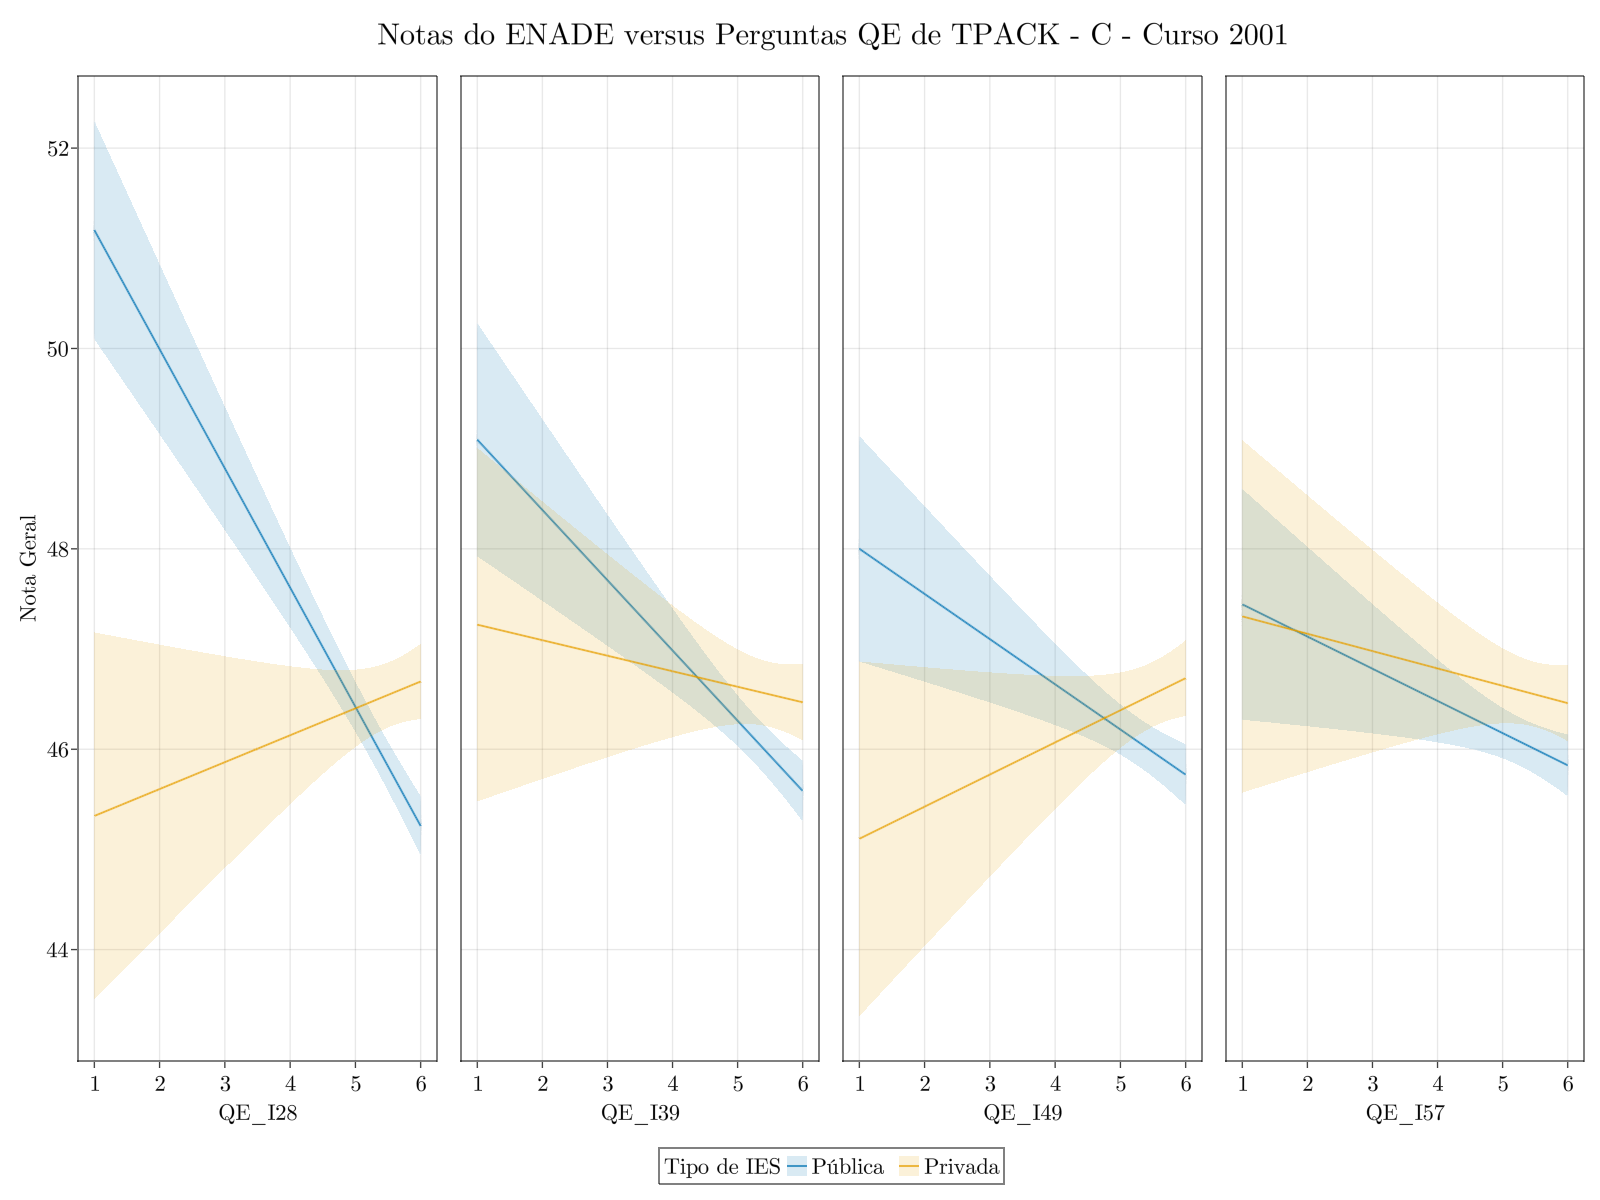 Notas do ENADE versus Perguntas QE de TPACK - C - Curso 2001
Nota Geral
52
50
48
46
44
1 2 3 4 5 6
QE_I28
1 2 3 4 5 6
QE_I39
1 2 3 4 5 6
QE_I49
1 2 3 4 5 6
QE_I57
Tipo de IES Pública Privada